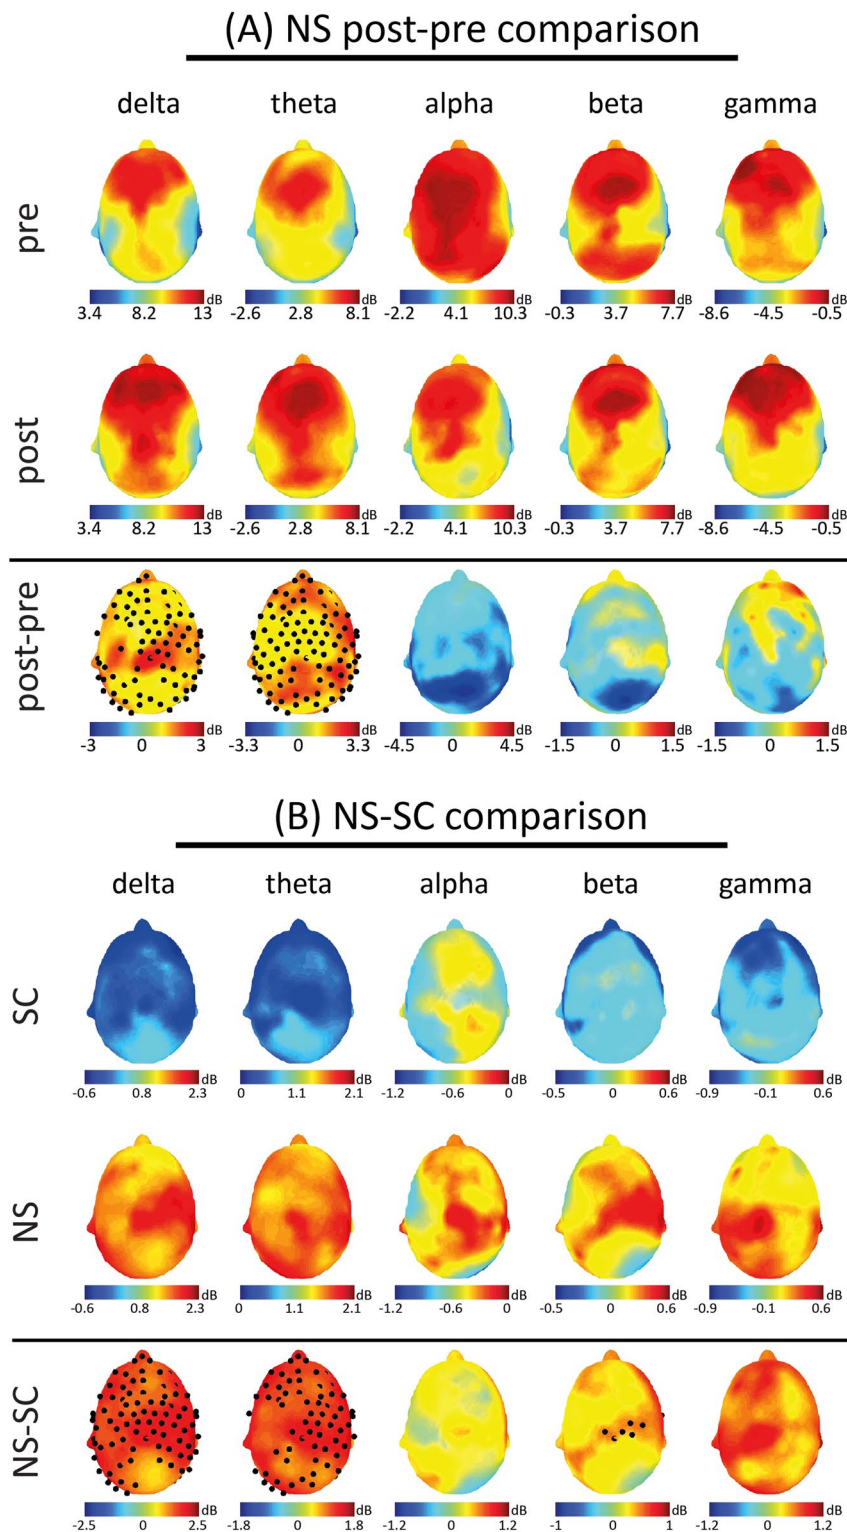 (A) NS post-pre comparison
delta theta alpha beta gamma
pre
dB dB dB dB dB
3.4 8.2 13 -2.6 2.8 8.1 -2.2 4.1 10.3 -0.3 3.7 7.7 -8.6 -4.5 -0.5
post
dB dB dB dB dB
3.4 8.2 13 -2.6 2.8 8.1 -2.2 4.1 10.3 -0.3 3.7 7.7 -8.6 -4.5 -0.5
post-pre
dB dB dB dB dB
-3 0 3 -3.3 0 3.3 -4.5 0 4.5 -1.5 0 1.5 -1.5 0 1.5
(B) NS-SC comparison
delta theta alpha beta gamma
SC
dB dB dB dB dB
-0.6 0.8 2.3 0 1.1 2.1 -1.2 -0.6 0 -0.5 0 0.6 -0.9 -0.1 0.6
NS
dB dB dB dB dB
-0.6 0.8 2.3 0 1.1 2.1 -1.2 -0.6 0 -0.5 0 0.6 -0.9 -0.1 0.6
NS-SC
dB dB dB dB dB
-2.5 0 2.5 -1.8 0 1.8 -1.2 0 1.2 -1 0 1 -1.2 0 1.2